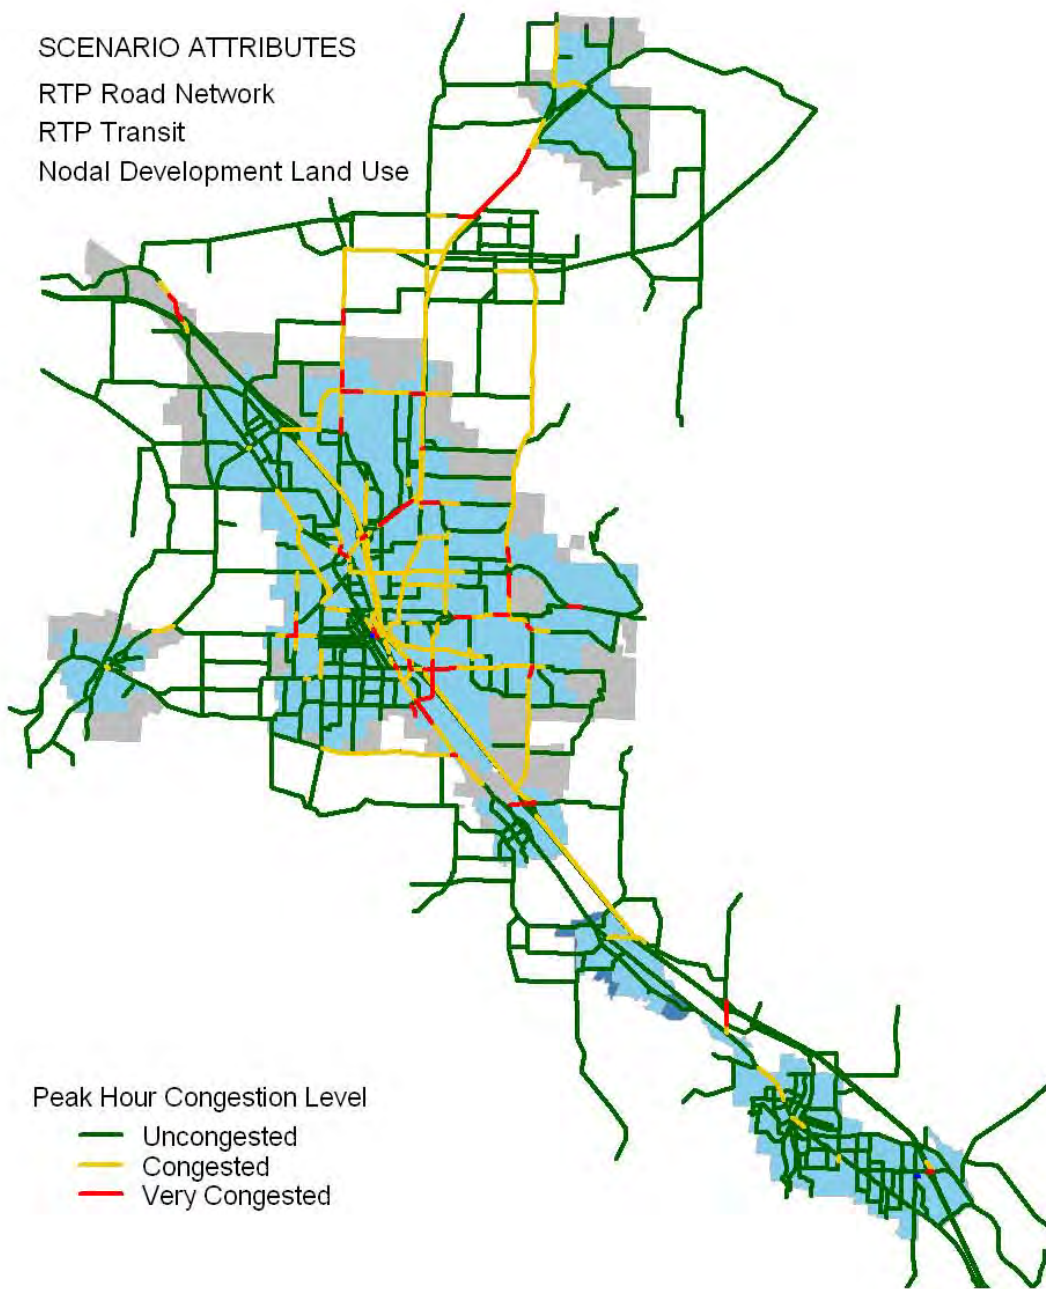 SCENARIO ATTRIBUTES
RTP Road Network
RTP Transit
Nodal Development Land Use
Peak Hour Congestion Level
Uncongested
Congested
Very Congested